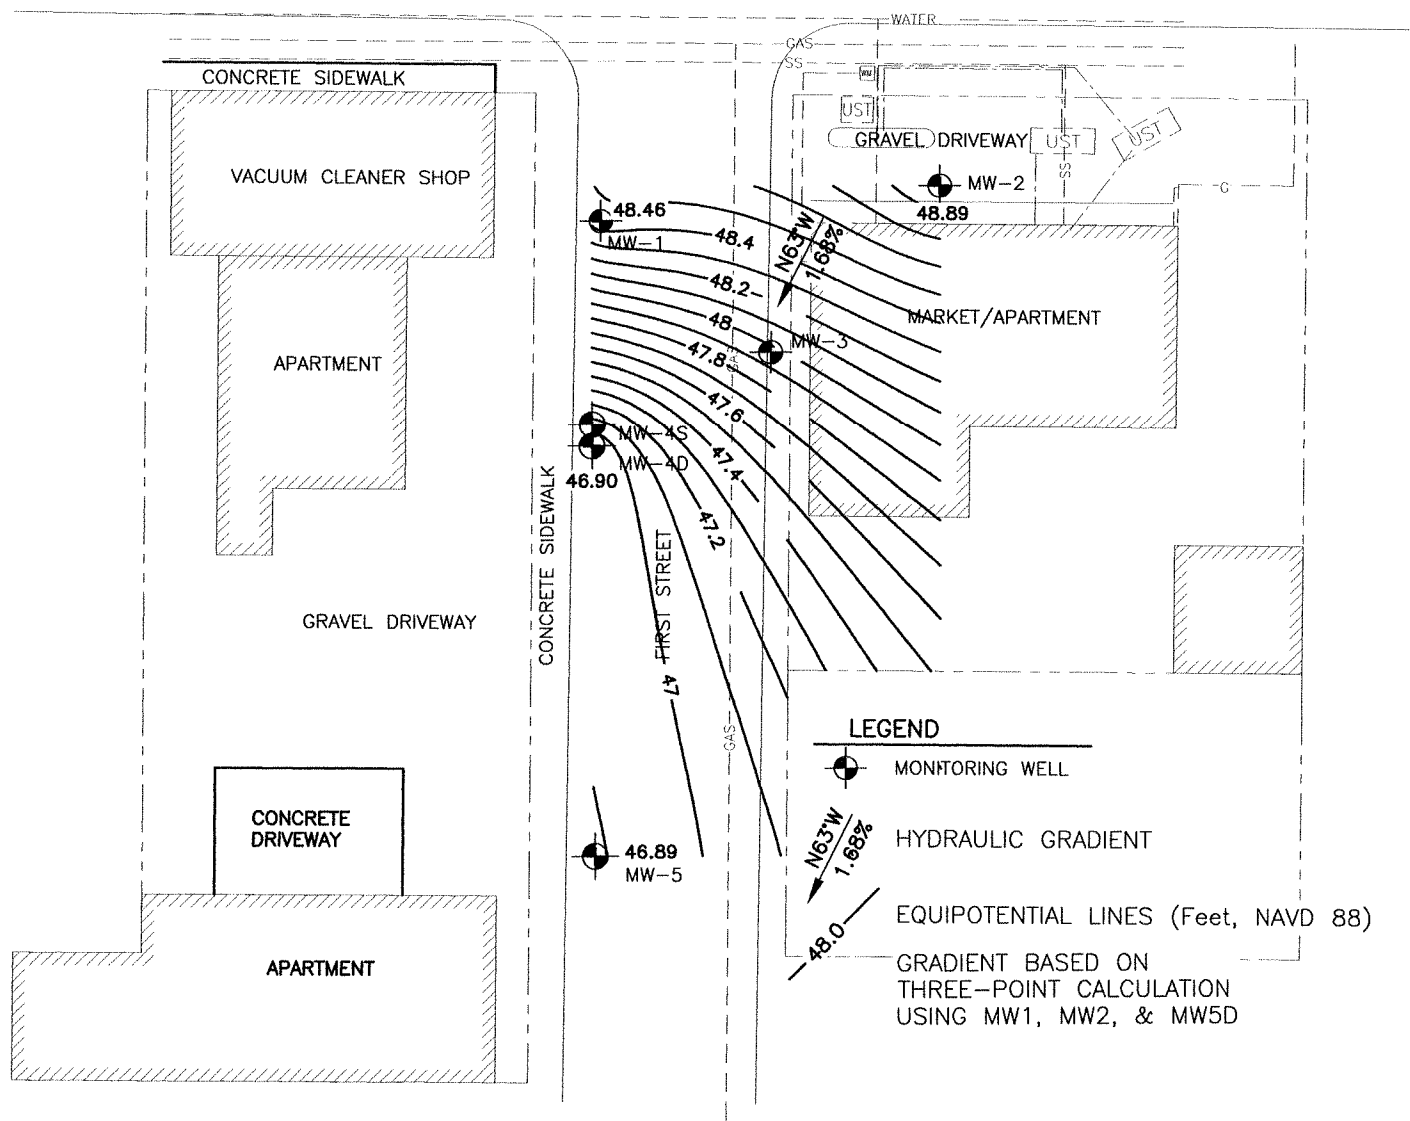 WATER
GAS
SS
CONCRETE SIDEWALK
WM
UST
GRAVEL DRIVEWAY
UST
UST
SS
G
VACUUM CLEANER SHOP
MW-2
48.89
48.46
MW-1
48.4
N63°W
1.68%
48.2
48
MARKET/APARTMENT
MW-3
GAS
47.8
APARTMENT
47.6
MW-4S
MW-4D
46.90
47.4
47.2
CONCRETE SIDEWALK
FIRST STREET
GRAVEL DRIVEWAY
47
GAS
LEGEND
MONITORING WELL
CONCRETE
DRIVEWAY
N63°W
1.68%
HYDRAULIC GRADIENT
46.89
MW-5
48.0
EQUIPOTENTIAL LINES (Feet, NAVD 88)
APARTMENT
GRADIENT BASED ON
THREE-POINT CALCULATION
USING MW1, MW2, & MW5D